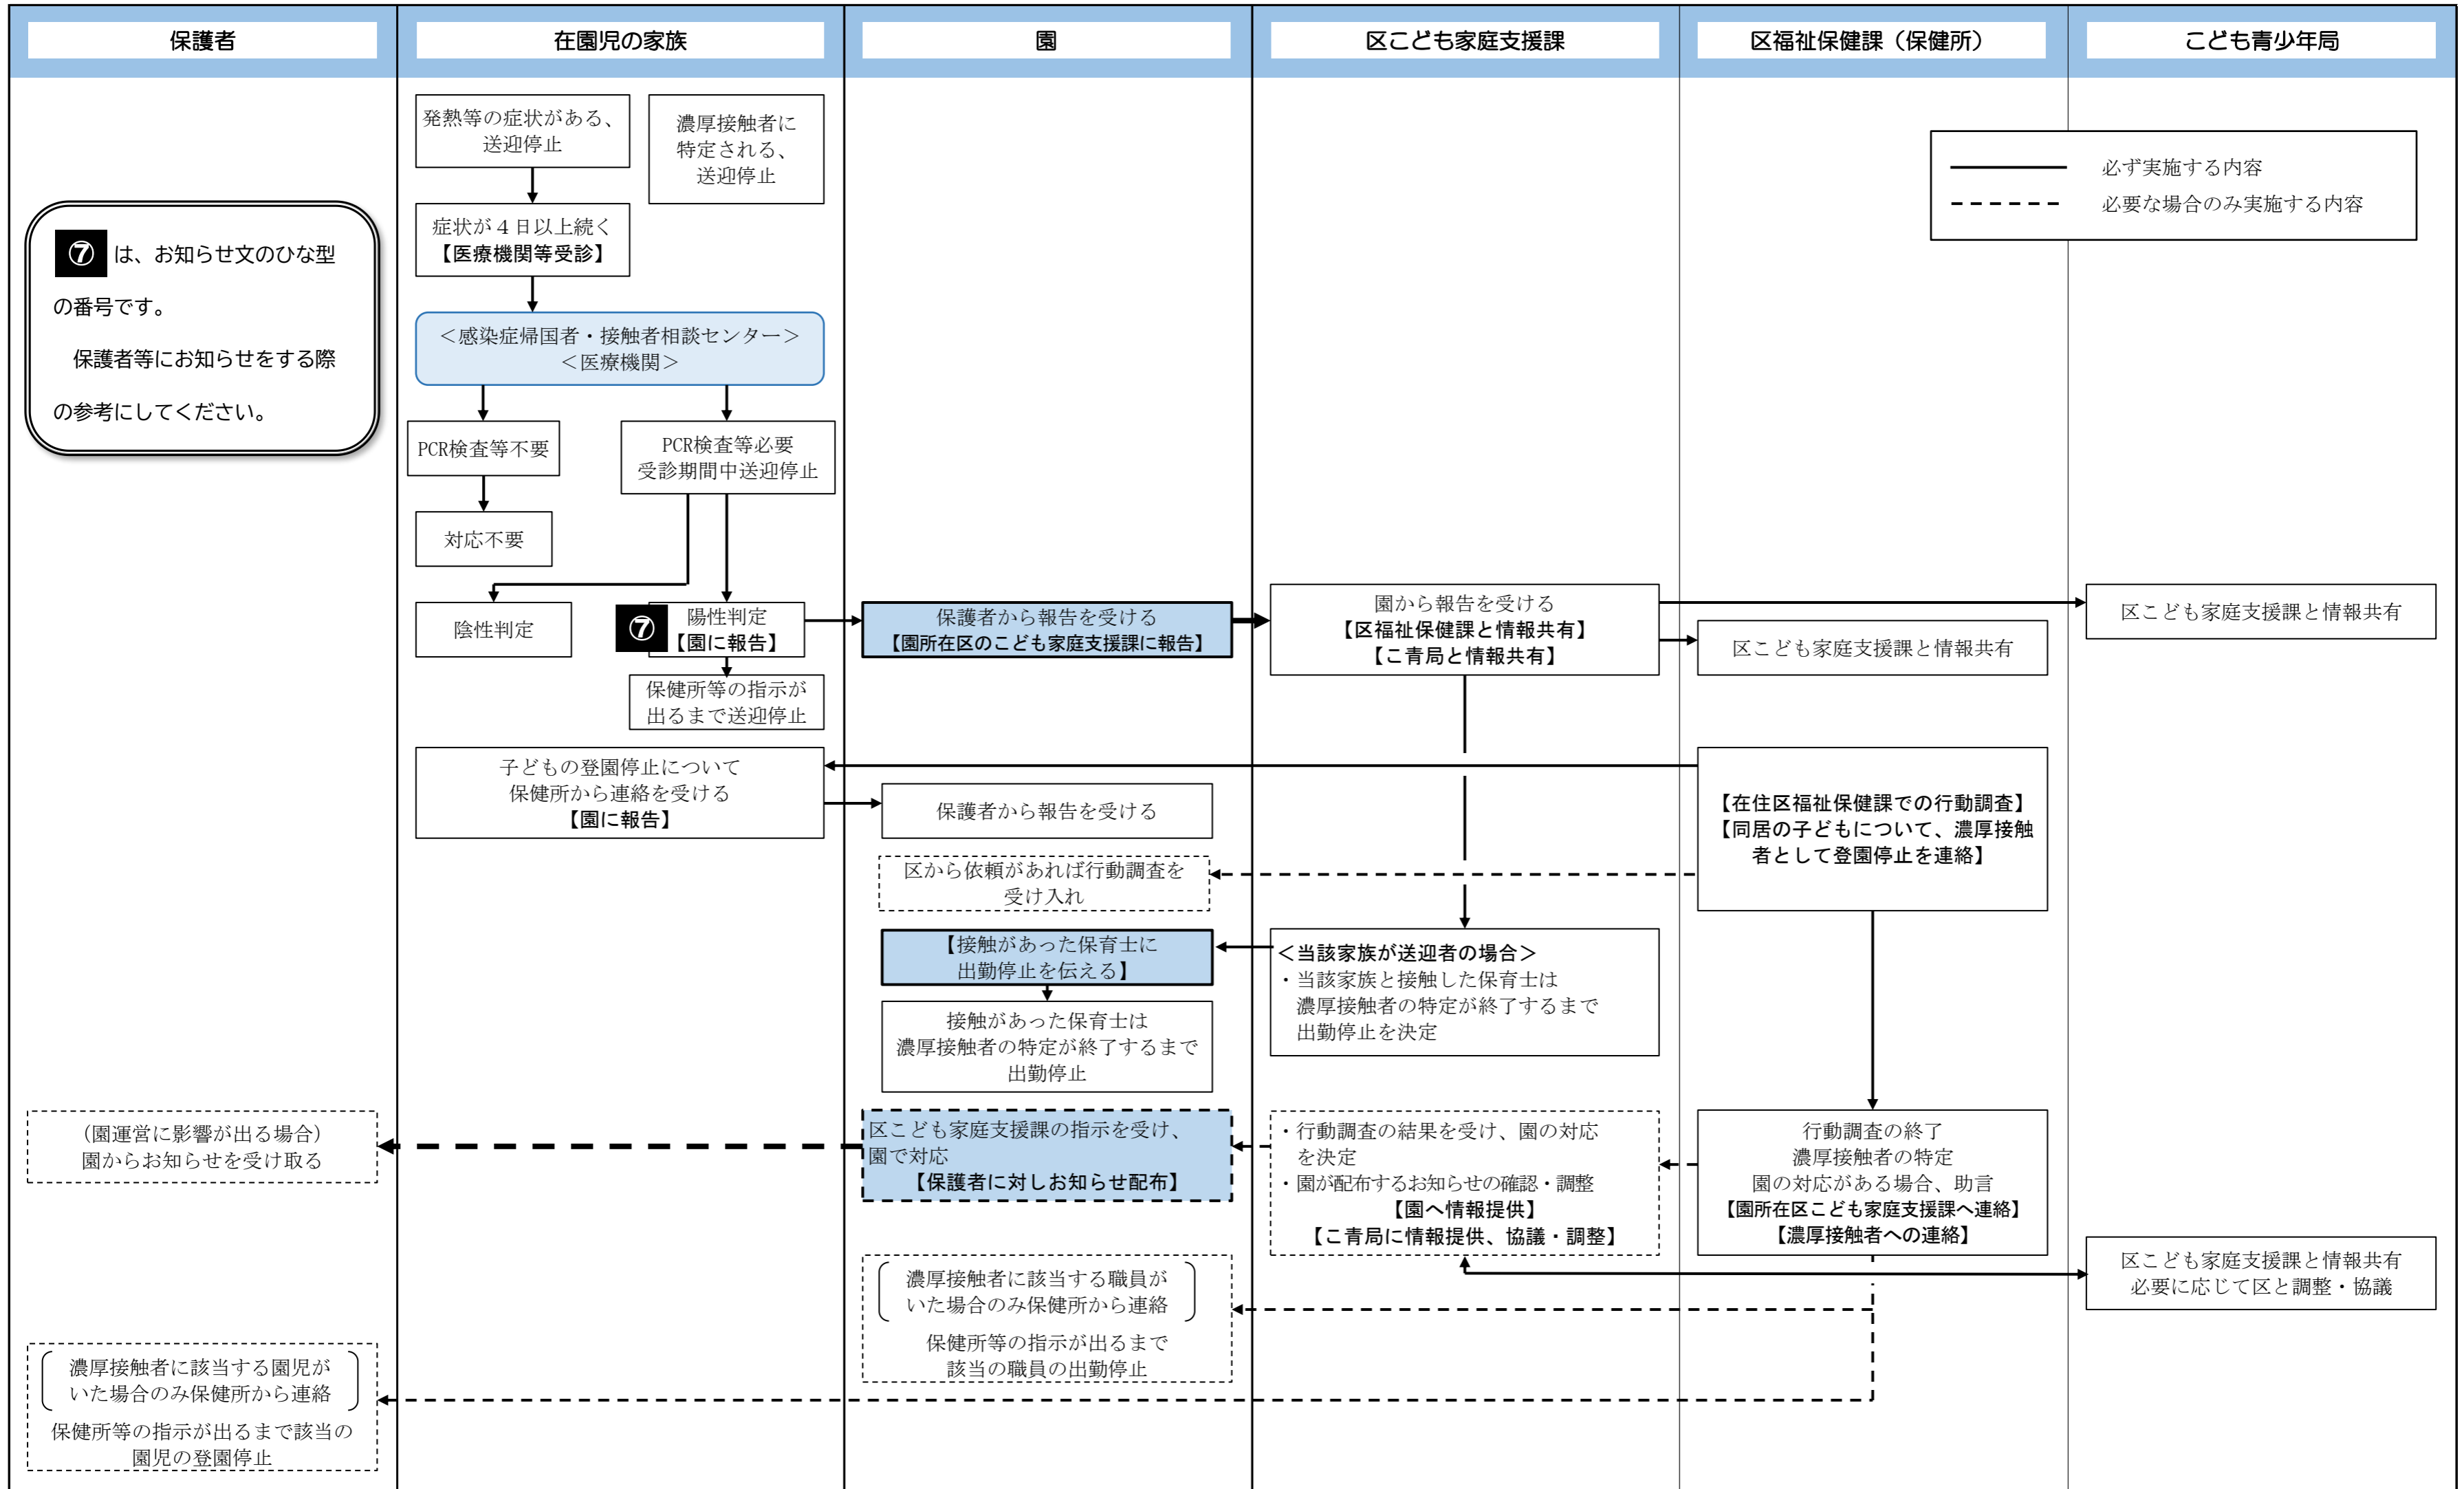 保護者
在園児の家族
園
区こども家庭支援課
区福祉保健課（保健所）
こども青少年局
⑦ は、お知らせ文のひな型
の番号です。
保護者等にお知らせをする際
の参考にしてください。
発熱等の症状がある、
送迎停止
濃厚接触者に
特定される、
送迎停止
必ず実施する内容
必要な場合のみ実施する内容
症状が４日以上続く
【医療機関等受診】
＜感染症帰国者・接触者相談センター＞
＜医療機関＞
PCR検査等不要
PCR検査等必要
受診期間中送迎停止
対応不要
陰性判定
⑦
陽性判定
【園に報告】
保護者から報告を受ける
【園所在区のこども家庭支援課に報告】
園から報告を受ける
【区福祉保健課と情報共有】
【こ青局と情報共有】
区こども家庭支援課と情報共有
区こども家庭支援課と情報共有
保健所等の指示が
出るまで送迎停止
子どもの登園停止について
保健所から連絡を受ける
【園に報告】
保護者から報告を受ける
【在住区福祉保健課での行動調査】
【同居の子どもについて、濃厚接触
者として登園停止を連絡】
区から依頼があれば行動調査を
受け入れ
【接触があった保育士に
出勤停止を伝える】
＜当該家族が送迎者の場合＞
・当該家族と接触した保育士は
濃厚接触者の特定が終了するまで
出勤停止を決定
接触があった保育士は
濃厚接触者の特定が終了するまで
出勤停止
（園運営に影響が出る場合）
園からお知らせを受け取る
区こども家庭支援課の指示を受け、
園で対応
【保護者に対しお知らせ配布】
・行動調査の結果を受け、園の対応
を決定
・園が配布するお知らせの確認・調整
【園へ情報提供】
【こ青局に情報提供、協議・調整】
行動調査の終了
濃厚接触者の特定
園の対応がある場合、助言
【園所在区こども家庭支援課へ連絡】
【濃厚接触者への連絡】
区こども家庭支援課と情報共有
必要に応じて区と調整・協議
濃厚接触者に該当する職員が
いた場合のみ保健所から連絡
保健所等の指示が出るまで
該当の職員の出勤停止
濃厚接触者に該当する園児が
いた場合のみ保健所から連絡
保健所等の指示が出るまで該当の
園児の登園停止